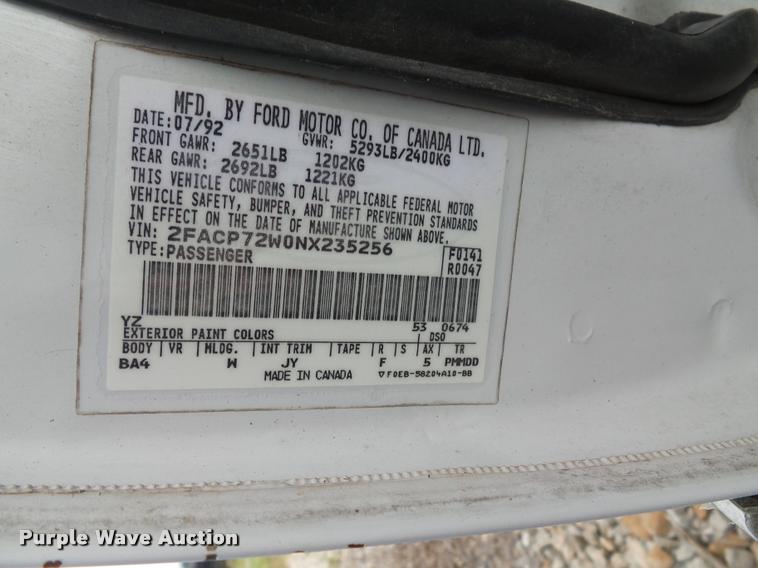 MFD. BY FORD MOTOR CO. OF CANADA LTD.
DATE: 07/92 GVWR: 5293LB/2400KG
FRONT GAWR: 2651LB 1202KG
REAR GAWR: 2692LB 1221KG
THIS VEHICLE CONFORMS TO ALL APPLICABLE FEDERAL MOTOR
VEHICLE SAFETY, BUMPER, AND THEFT PREVENTION STANDARDS
IN EFFECT ON THE DATE OF MANUFACTURE SHOWN ABOVE.
VIN: 2FACP72W0NX235256
TYPE: PASSENGER F0141
R0047
YZ 53 0674
EXTERIOR PAINT COLORS DSO
BODY VR MLDG. INT TRIM TAPE R S AX TR
BA4 W JY F 5 PMMDD
MADE IN CANADA ▽F0EB-58204A10-BB
Purple Wave Auction